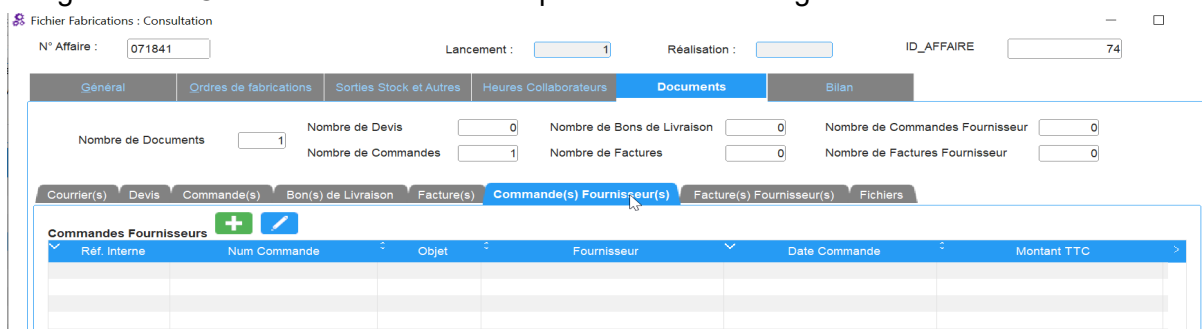 Fichier Fabrications : Consultation
N° Affaire : 071841 Lancement : 1 Réalisation : ID_AFFAIRE 74
Général Ordres de fabrications Sorties Stock et Autres Heures Collaborateurs Documents Bilan
Nombre de Documents 1
Nombre de Devis 0 Nombre de Bons de Livraison 0 Nombre de Commandes Fournisseur 0
Nombre de Commandes 1 Nombre de Factures 0 Nombre de Factures Fournisseur 0
Courrier(s) Devis Commande(s) Bon(s) de Livraison Facture(s) Commande(s) Fournisseur(s) Facture(s) Fournisseur(s) Fichiers
Commandes Fournisseurs
Réf. Interne Num Commande Objet Fournisseur Date Commande Montant TTC